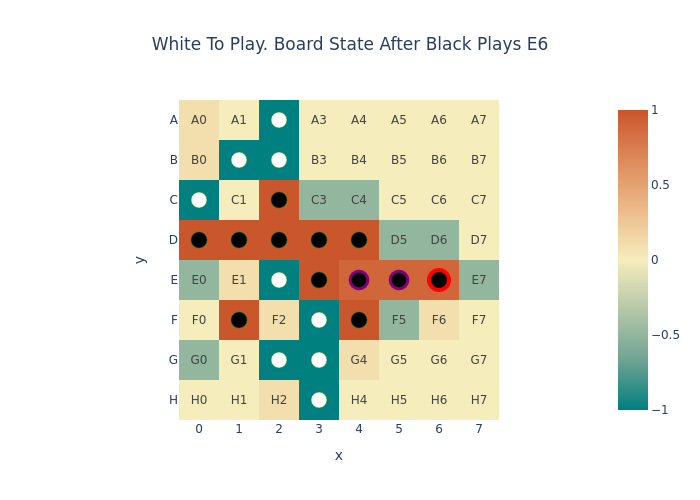 White To Play. Board State After Black Plays E6
A A0 A1 A3 A4 A5 A6 A7
B B0 B3 B4 B5 B6 B7
C C1 C3 C4 C5 C6 C7
D D5 D6 D7
E E0 E1 E7
F F0 F2 F5 F6 F7
G G0 G1 G4 G5 G6 G7
H H0 H1 H2 H4 H5 H6 H7
0 1 2 3 4 5 6 7
x
y
1
0.5
0
−0.5
−1